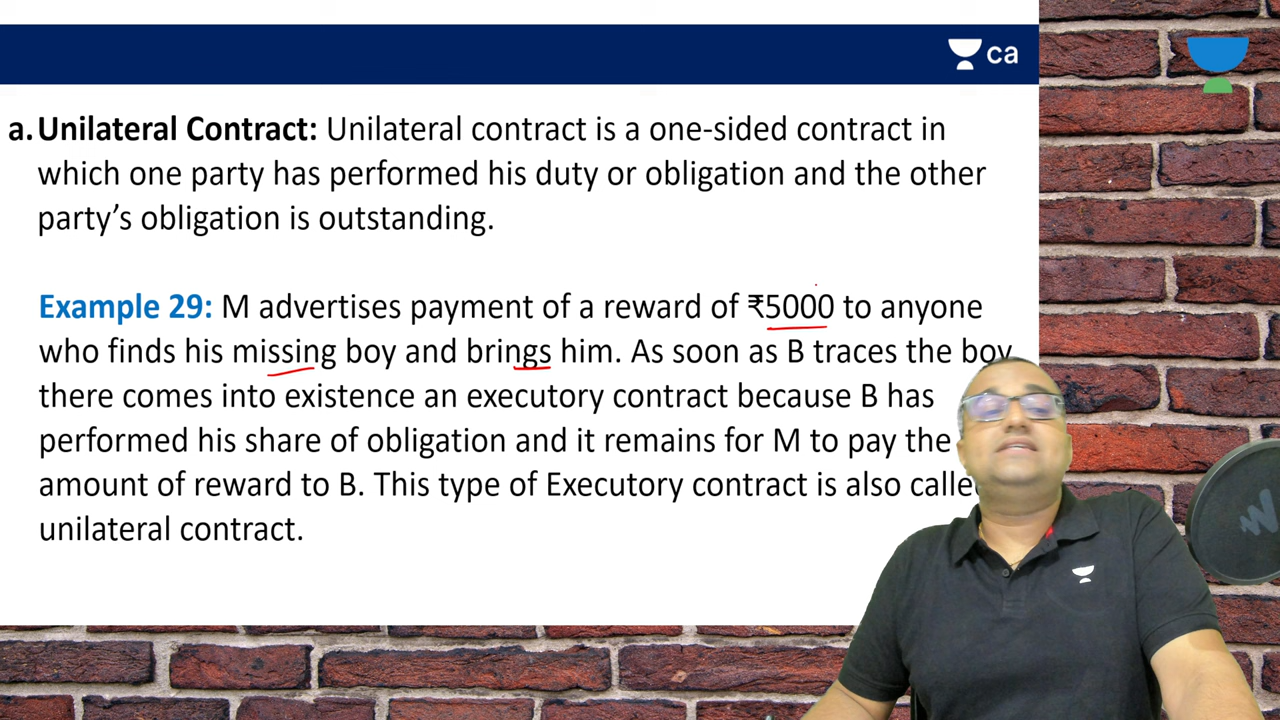 ca
a. Unilateral Contract: Unilateral contract is a one-sided contract in
which one party has performed his duty or obligation and the other
party’s obligation is outstanding.
Example 29: M advertises payment of a reward of ₹5000 to anyone
who finds his missing boy and brings him. As soon as B traces the boy
there comes into existence an executory contract because B has
performed his share of obligation and it remains for M to pay the
amount of reward to B. This type of Executory contract is also called
unilateral contract.